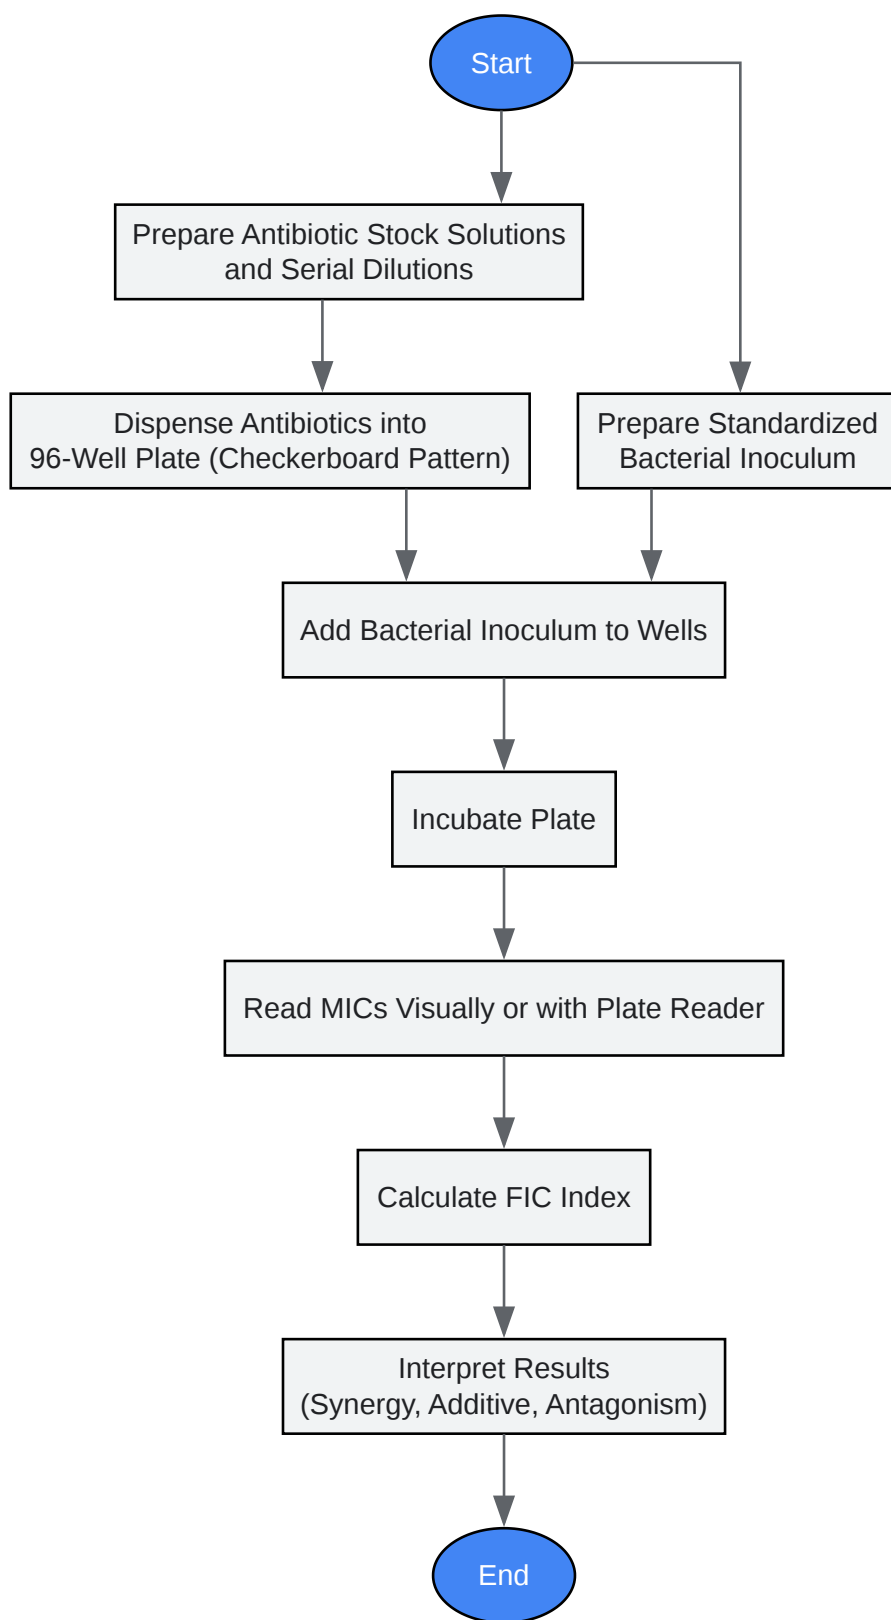 Start
Prepare Antibiotic Stock Solutions
and Serial Dilutions
Dispense Antibiotics into
96-Well Plate (Checkerboard Pattern)
Prepare Standardized
Bacterial Inoculum
Add Bacterial Inoculum to Wells
Incubate Plate
Read MICs Visually or with Plate Reader
Calculate FIC Index
Interpret Results
(Synergy, Additive, Antagonism)
End